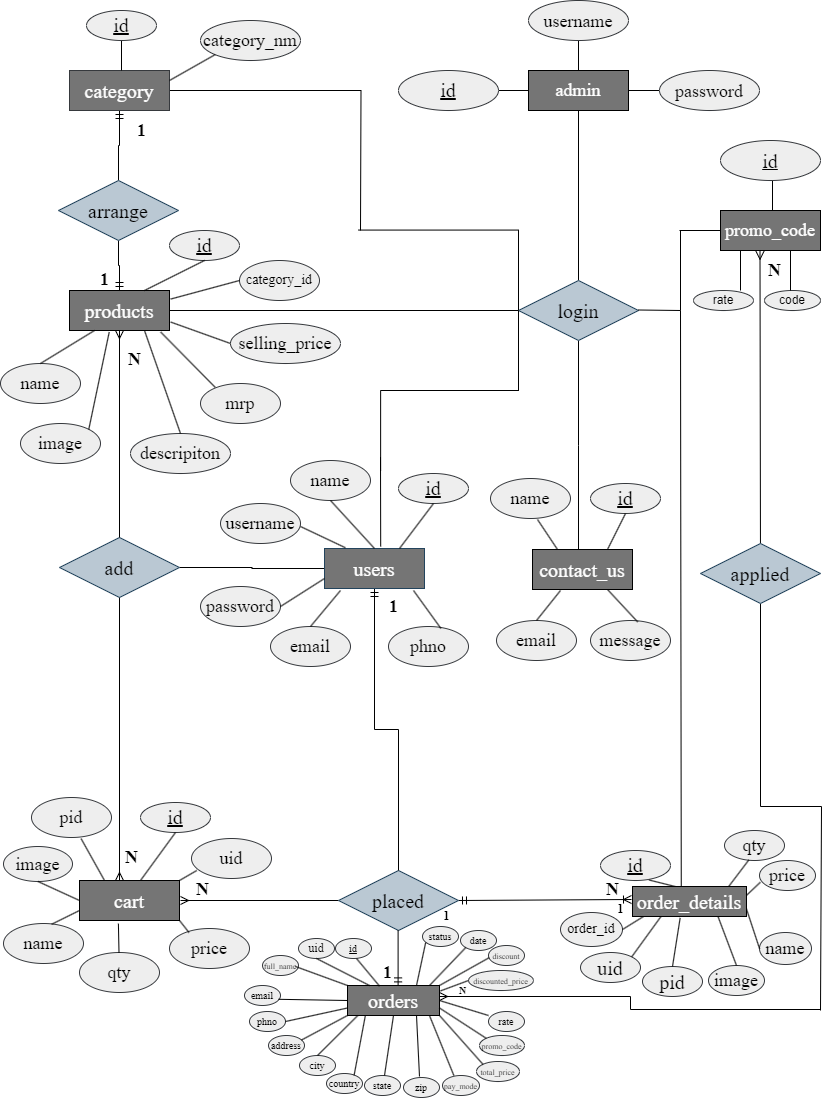 id
username
category_nm
category
id
admin
password
1
id
arrange
promo_code
id
N
1
category_id
rate
code
products
login
N
selling_price
name
mrp
image
descripiton
name
id
name
id
username
add
users
contact_us
applied
password
1
email
phno
email
message
pid
id
qty
image
N
uid
id
price
N
N
cart
placed
order_details
1
1
name
price
order_id
status
date
name
uid
id
discount
qty
full_name
1
discounted_price
uid
pid
image
email
orders
N
phno
rate
address
promo_code
city
total_price
country
state
zip
pay_mode